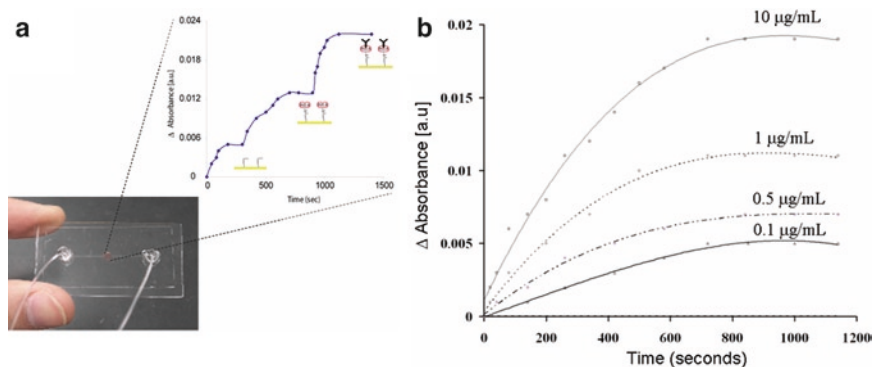 a
0.024
0.018
0.012
0.006
0
Δ Absorbance [a.u.]
0
500
1000
1400
Time (sec)
b
0.02
0.015
0.01
0.005
0
Δ Absorbance [a.u]
10 µg/mL
1 µg/mL
0.5 µg/mL
0.1 µg/mL
0
200
400
600
800
1000
1200
Time (seconds)